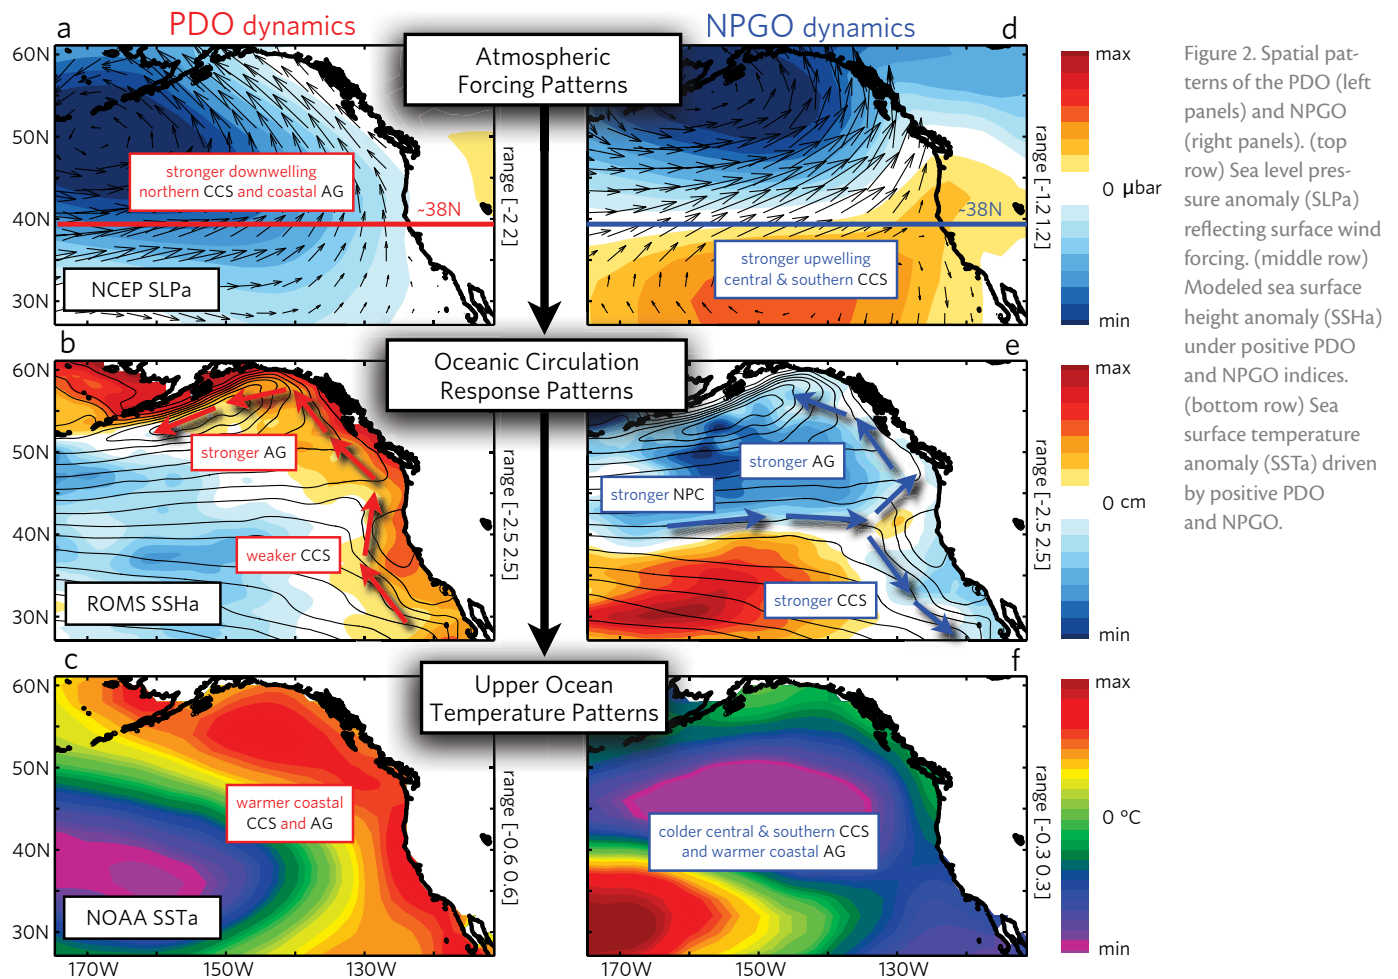 PDO dynamics
NPGO dynamics
a
d
Atmospheric
Forcing Patterns
60N
50N
40N
30N
stronger downwelling
northern CCS and coastal AG
~38N
NCEP SLPa
range [-2 2]
~38N
stronger upwelling
central & southern CCS
range [-1.2 1.2]
max
0 µbar
min
b
e
Oceanic Circulation
Response Patterns
60N
50N
40N
30N
stronger AG
weaker CCS
ROMS SSHa
range [-2.5 2.5]
stronger AG
stronger NPC
stronger CCS
range [-2.5 2.5]
max
0 cm
min
c
f
Upper Ocean
Temperature Patterns
60N
50N
40N
30N
warmer coastal
CCS and AG
NOAA SSTa
range [-0.6 0.6]
colder central & southern CCS
and warmer coastal AG
range [-0.3 0.3]
max
0 °C
min
170W
150W
130W
170W
150W
130W
Figure 2. Spatial pat-
terns of the PDO (left
panels) and NPGO
(right panels). (top
row) Sea level pres-
sure anomaly (SLPa)
reflecting surface wind
forcing. (middle row)
Modeled sea surface
height anomaly (SSHa)
under positive PDO
and NPGO indices.
(bottom row) Sea
surface temperature
anomaly (SSTa) driven
by positive PDO
and NPGO.